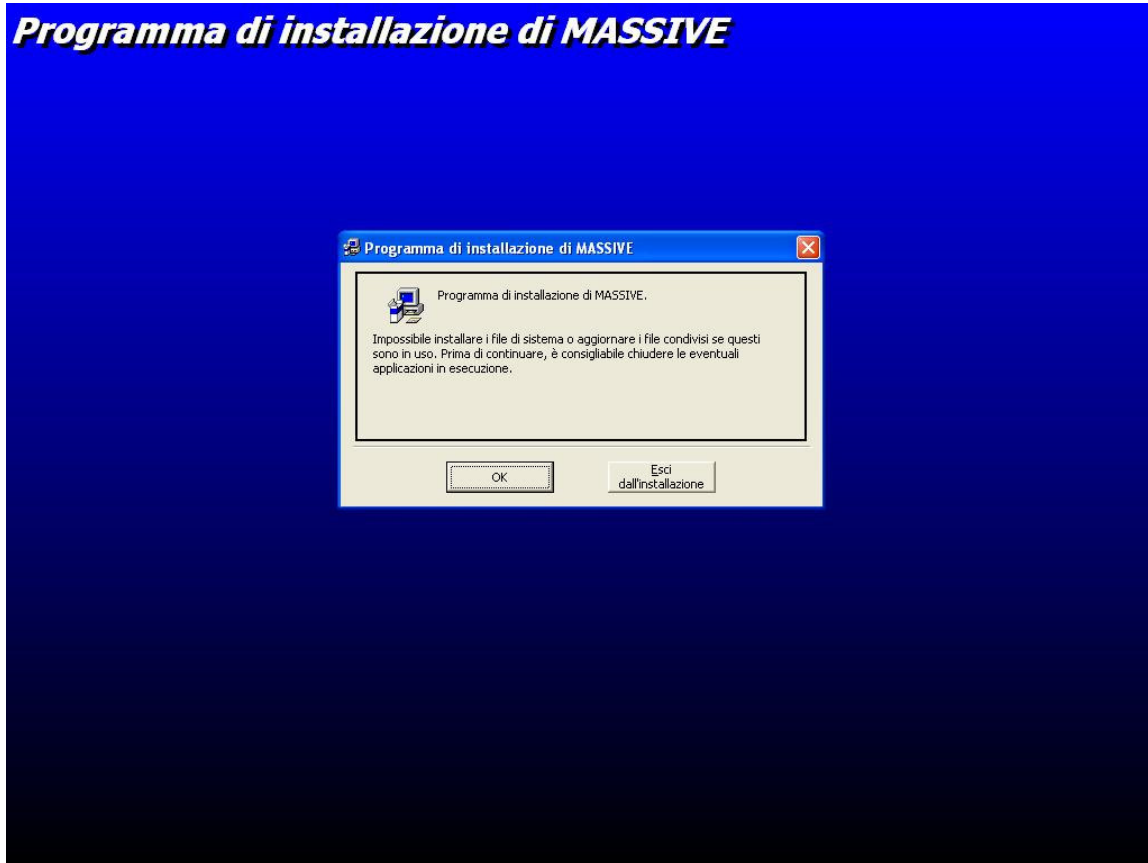 Programma di installazione di MASSIVE
Programma di installazione di MASSIVE
Programma di installazione di MASSIVE.
Impossibile installare i file di sistema o aggiornare i file condivisi se questi
sono in uso. Prima di continuare, è consigliabile chiudere le eventuali
applicazioni in esecuzione.
OK
Esci
dall'installazione